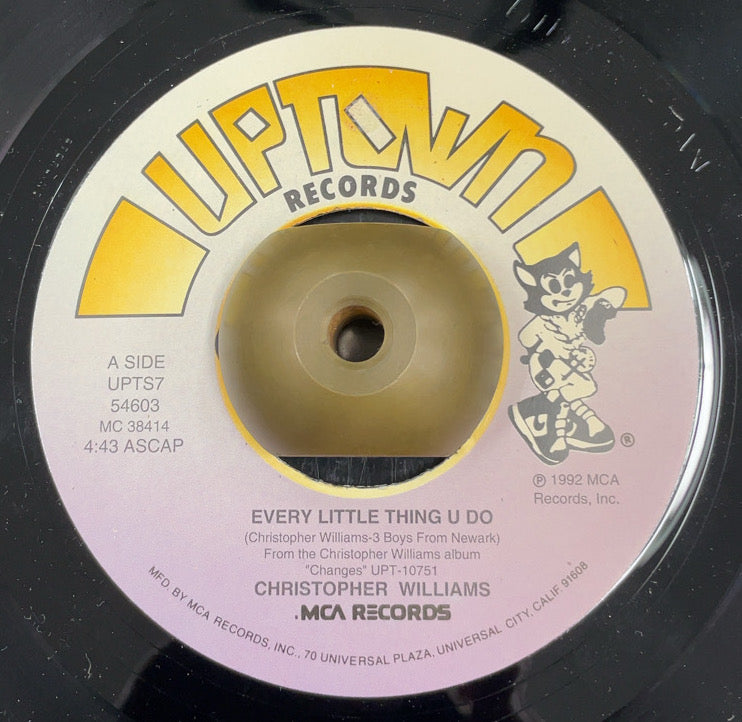 UPTOWN
RECORDS
A SIDE
UPTS7
54603
MC 38414
4:43 ASCAP
®
℗ 1992 MCA
Records, Inc.
EVERY LITTLE THING U DO
(Christopher Williams-3 Boys From Newark)
From the Christopher Williams album
"Changes" UPT-10751
CHRISTOPHER WILLIAMS
.MCA RECORDS
MFD. BY MCA RECORDS, INC., 70 UNIVERSAL PLAZA, UNIVERSAL CITY, CALIF 91608